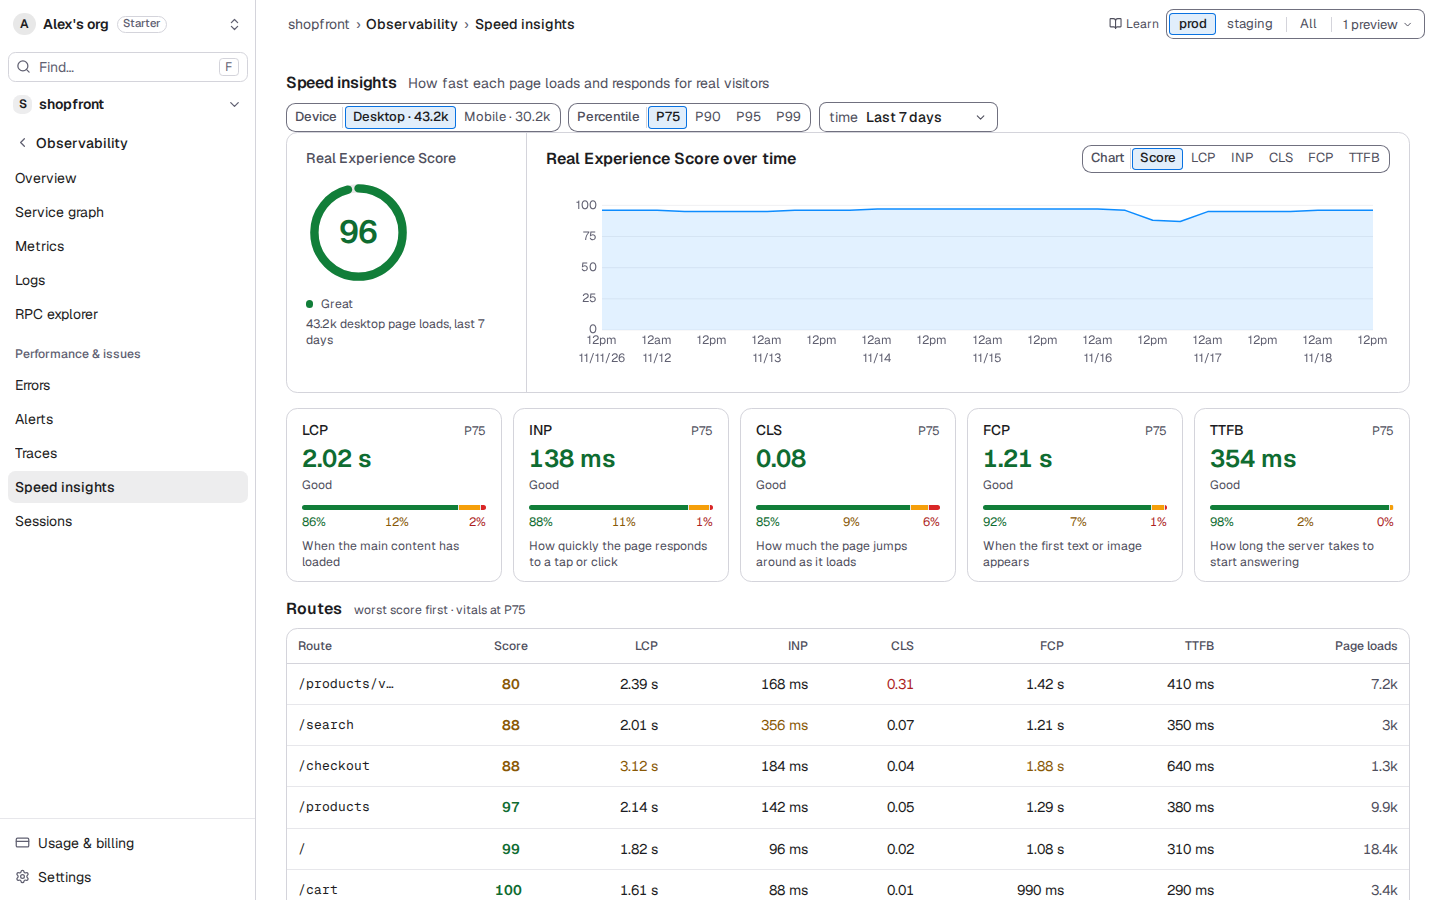 A Alex's org Starter
Find... F
S shopfront
Observability
Overview
Service graph
Metrics
Logs
RPC explorer
Performance & issues
Errors
Alerts
Traces
Speed insights
Sessions
Usage & billing
Settings
shopfront › Observability › Speed insights
Learn prod staging All 1 preview
Speed insights How fast each page loads and responds for real visitors
Device Desktop · 43.2k Mobile · 30.2k Percentile P75 P90 P95 P99 time Last 7 days
Real Experience Score
96
Great
43.2k desktop page loads, last 7
days
Real Experience Score over time
Chart Score LCP INP CLS FCP TTFB
100
75
50
25
0
12pm 12am 12pm 12am 12pm 12am 12pm 12am 12pm 12am 12pm 12am 12pm 12am 12pm
11/11/26 11/12 11/13 11/14 11/15 11/16 11/17 11/18
LCP P75
2.02 s
Good
86% 12% 2%
When the main content has
loaded
INP P75
138 ms
Good
88% 11% 1%
How quickly the page responds
to a tap or click
CLS P75
0.08
Good
85% 9% 6%
How much the page jumps
around as it loads
FCP P75
1.21 s
Good
92% 7% 1%
When the first text or image
appears
TTFB P75
354 ms
Good
98% 2% 0%
How long the server takes to
start answering
Routes worst score first · vitals at P75
Route Score LCP INP CLS FCP TTFB Page loads
/products/v… 80 2.39 s 168 ms 0.31 1.42 s 410 ms 7.2k
/search 88 2.01 s 356 ms 0.07 1.21 s 350 ms 3k
/checkout 88 3.12 s 184 ms 0.04 1.88 s 640 ms 1.3k
/products 97 2.14 s 142 ms 0.05 1.29 s 380 ms 9.9k
/ 99 1.82 s 96 ms 0.02 1.08 s 310 ms 18.4k
/cart 100 1.61 s 88 ms 0.01 990 ms 290 ms 3.4k